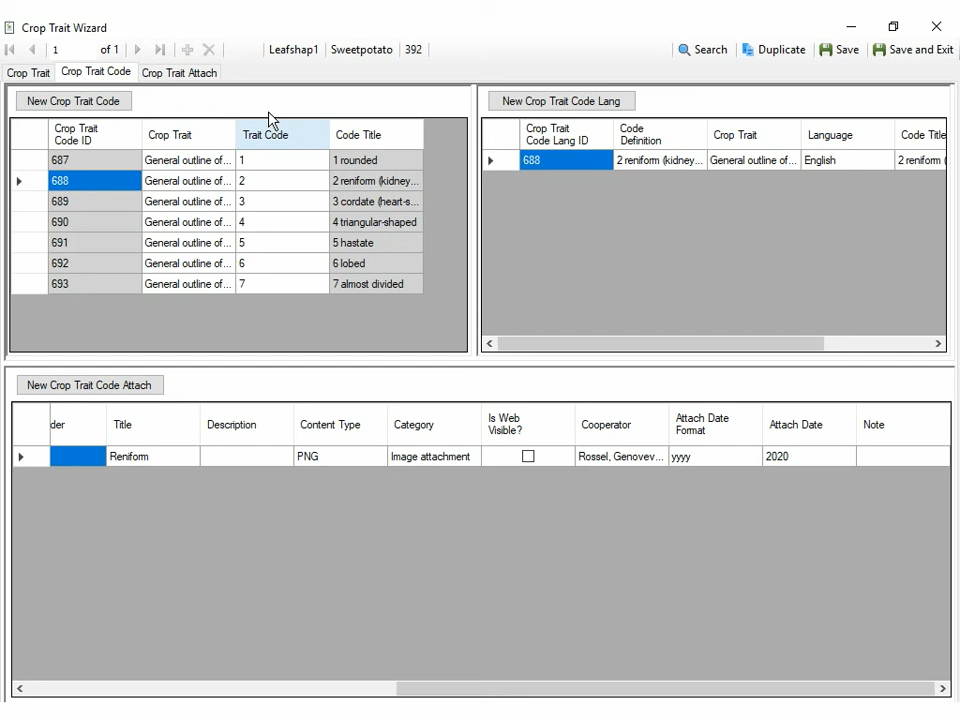 Crop Trait Wizard
1 of 1 Leafshap1 Sweetpotato 392 Search Duplicate Save Save and Exit
Crop Trait Crop Trait Code Crop Trait Attach
New Crop Trait Code
Crop Trait Code ID Crop Trait Trait Code Code Title
687 General outline of... 1 1 rounded
688 General outline of... 2 2 reniform (kidney...
689 General outline of... 3 3 cordate (heart-s...
690 General outline of... 4 4 triangular-shaped
691 General outline of... 5 5 hastate
692 General outline of... 6 6 lobed
693 General outline of... 7 7 almost divided
New Crop Trait Code Lang
Crop Trait Code Lang ID Code Definition Crop Trait Language Code Title
688 2 reniform (kidney... General outline of... English 2 reniform (
New Crop Trait Code Attach
der Title Description Content Type Category Is Web Visible? Cooperator Attach Date Format Attach Date Note
Reniform PNG Image attachment Rossel, Genovev... yyyy 2020